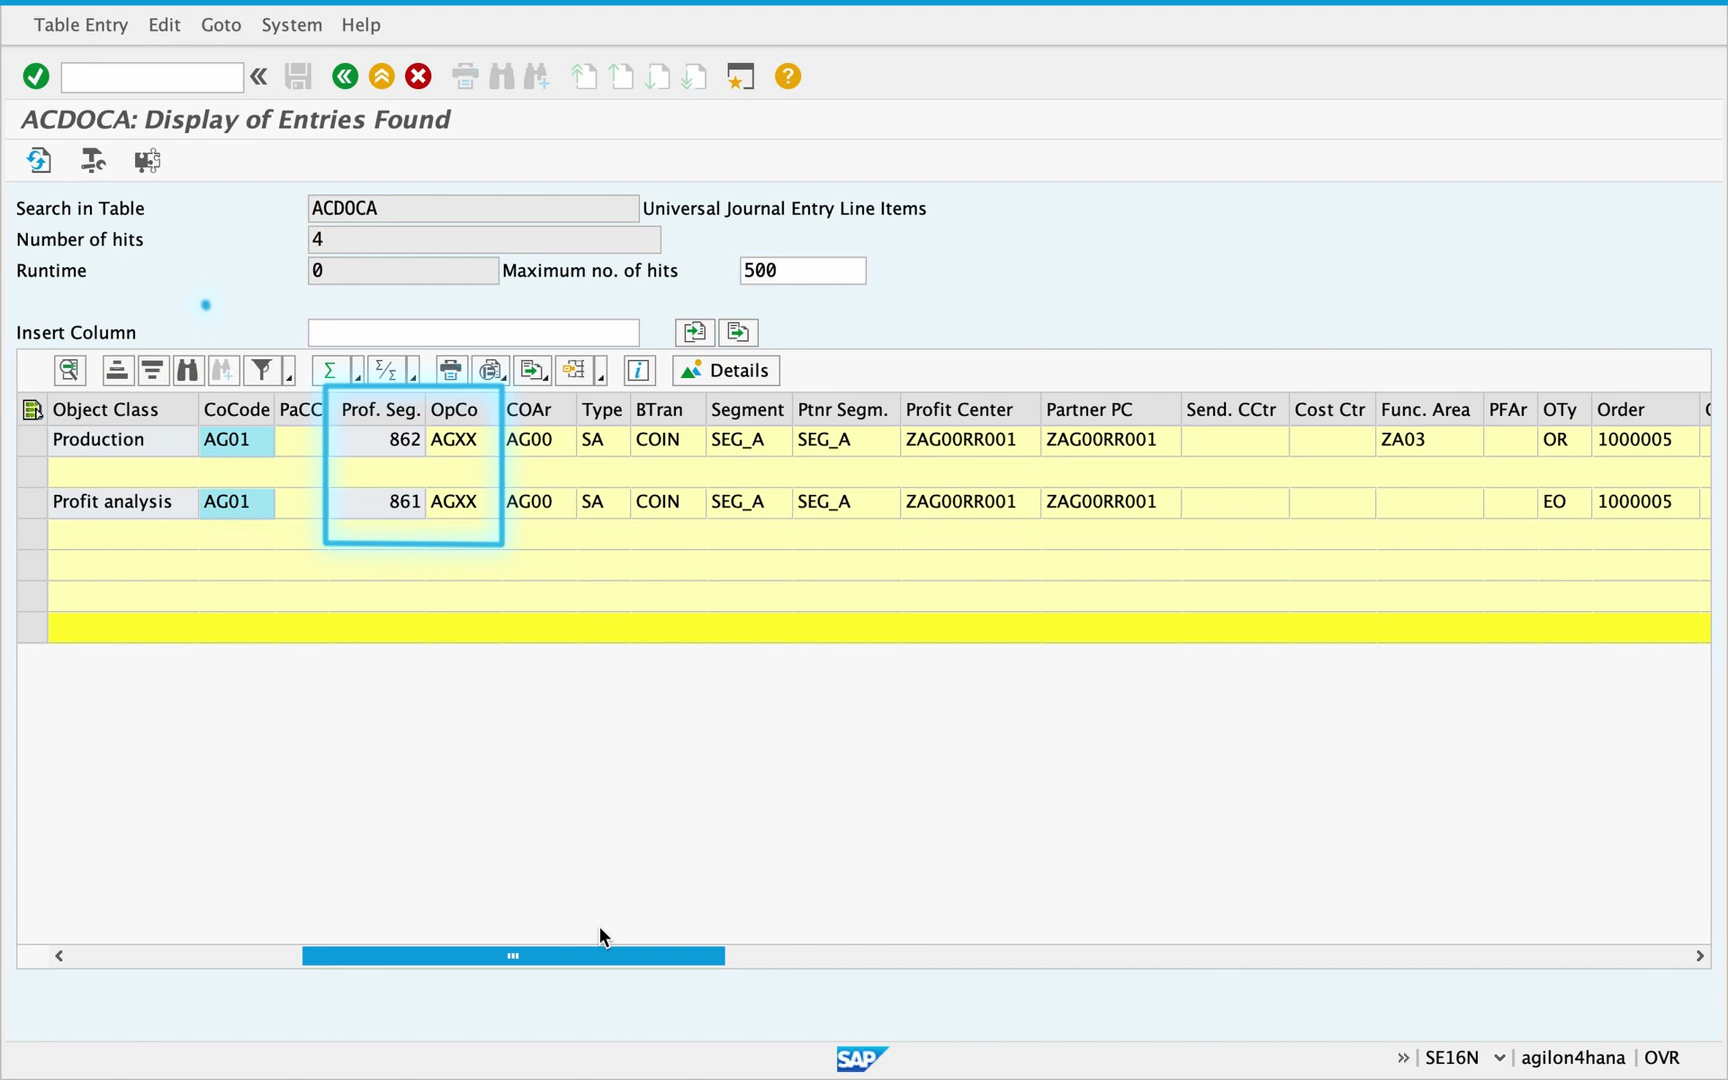 Table Entry Edit Goto System Help
ACDOCA: Display of Entries Found
Search in Table ACDOCA Universal Journal Entry Line Items
Number of hits 4
Runtime 0 Maximum no. of hits 500
Insert Column
Details
Object Class CoCode PaCC Prof. Seg. OpCo COAr Type BTran Segment Ptnr Segm. Profit Center Partner PC Send. CCtr Cost Ctr Func. Area PFAr OTy Order
Production AG01 862 AGXX AG00 SA COIN SEG_A SEG_A ZAG00RR001 ZAG00RR001 ZA03 OR 1000005
Profit analysis AG01 861 AGXX AG00 SA COIN SEG_A SEG_A ZAG00RR001 ZAG00RR001 EO 1000005
SAP SE16N agilon4hana OVR